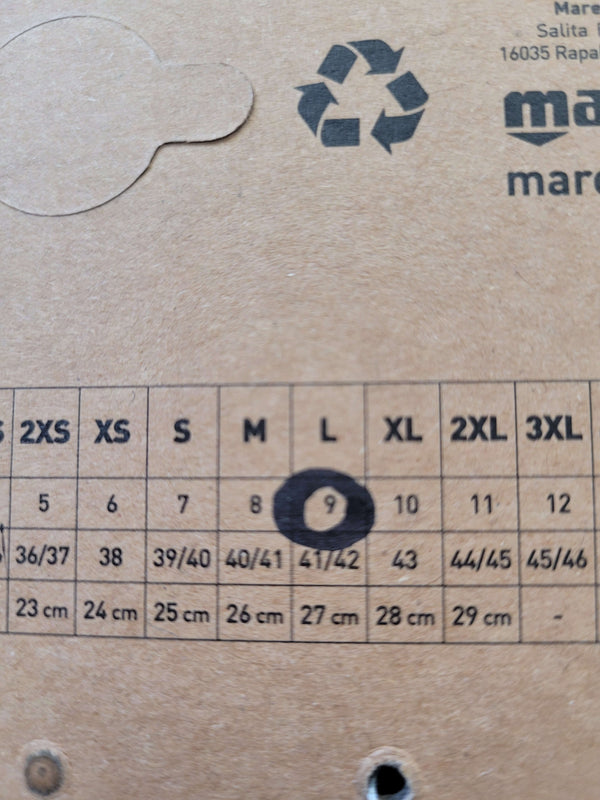 Mare
Salita
16035 Rapal
ma
mare
S 2XS XS S M L XL 2XL 3XL
5 6 7 8 9 10 11 12
36/37 38 39/40 40/41 41/42 43 44/45 45/46
23 cm 24 cm 25 cm 26 cm 27 cm 28 cm 29 cm -